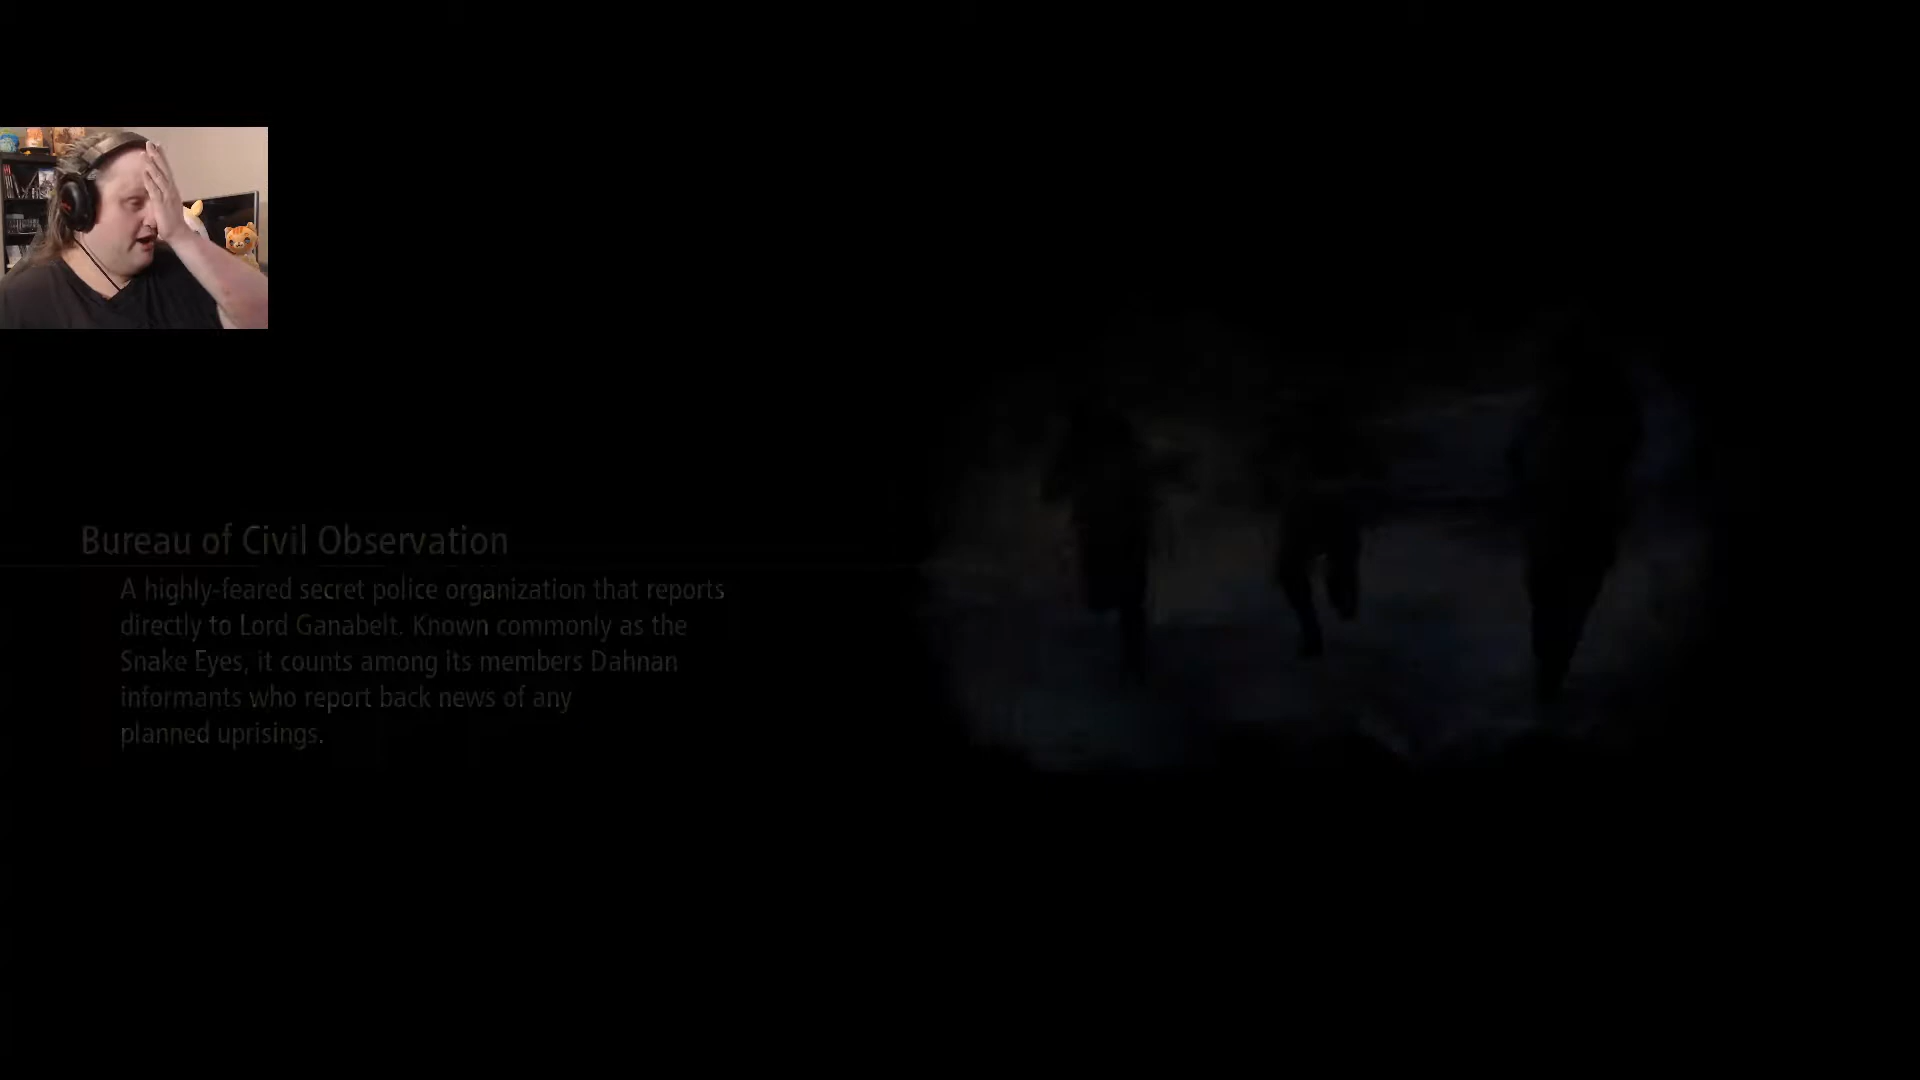 Bureau of Civil Observation
A highly-feared secret police organization that reports
directly to Lord Ganabelt. Known commonly as the
Snake Eyes, it counts among its members Dahnan
informants who report back news of any
planned uprisings.